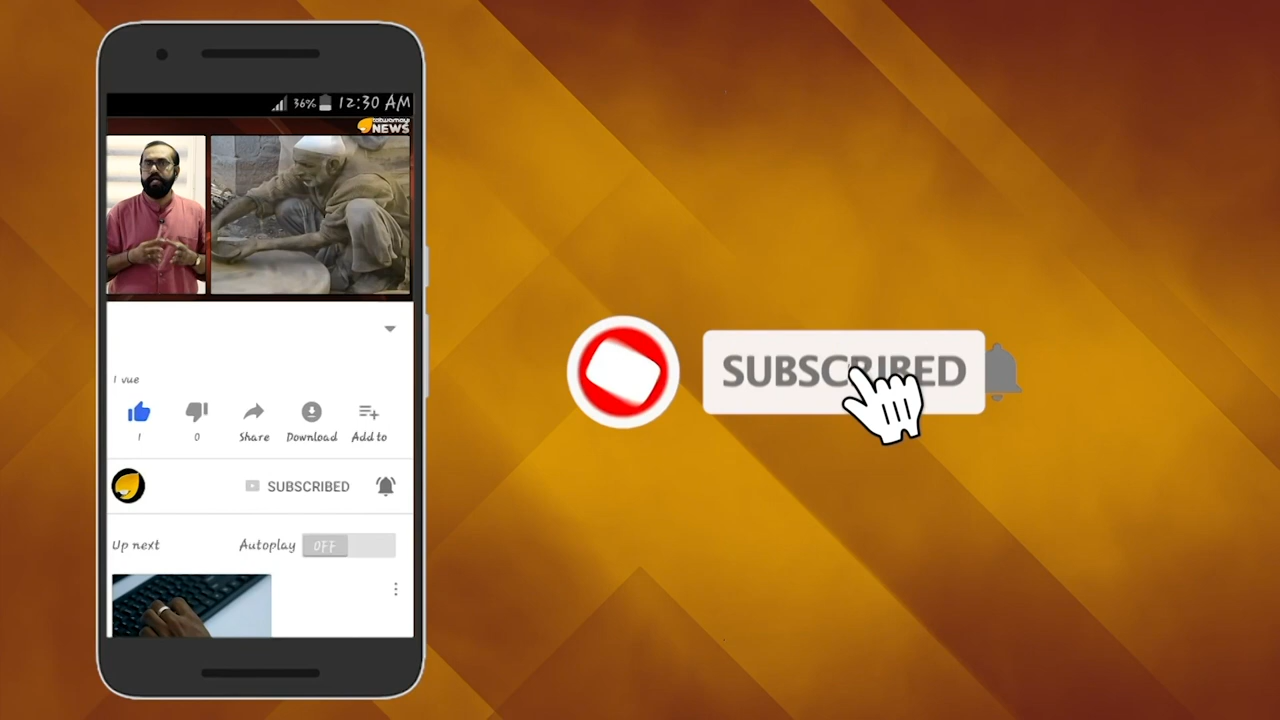 36% 12:30 AM
tatwamayi
NEWS
1 vue
1
0
Share
Download
Add to
SUBSCRIBED
SUBSCRIBED
Up next
Autoplay
OFF